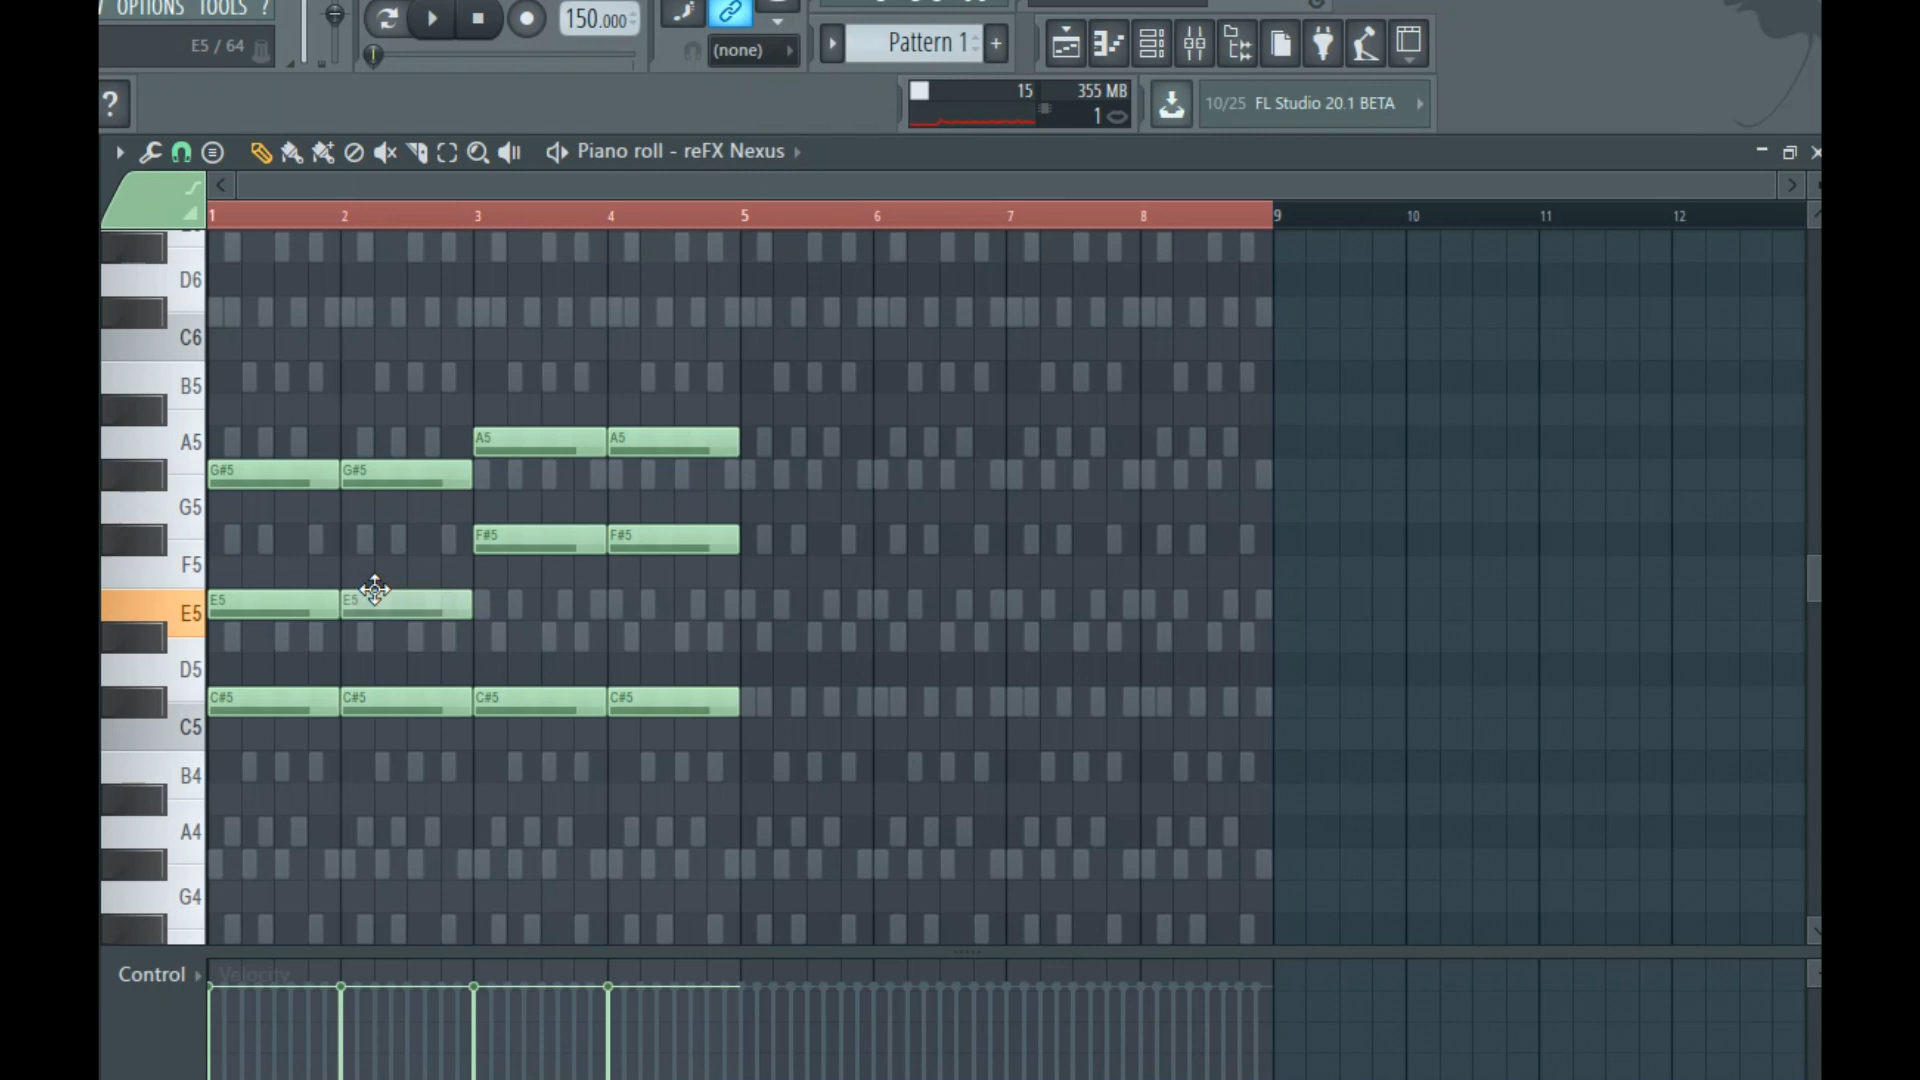 OPTIONS TOOLS ?
E5 / 64
150.000
(none)
Pattern 1
+
?
15
355 MB
1
10/25 FL Studio 20.1 BETA
Piano roll - reFX Nexus
1 2 3 4 5 6 7 8 9 10 11 12
D6
C6
B5
A5
A5 A5
G#5 G#5
G5
F#5 F#5
F5
E5
E5 E5
D5
C#5 C#5 C#5 C#5
C5
B4
A4
G4
Control
Velocity